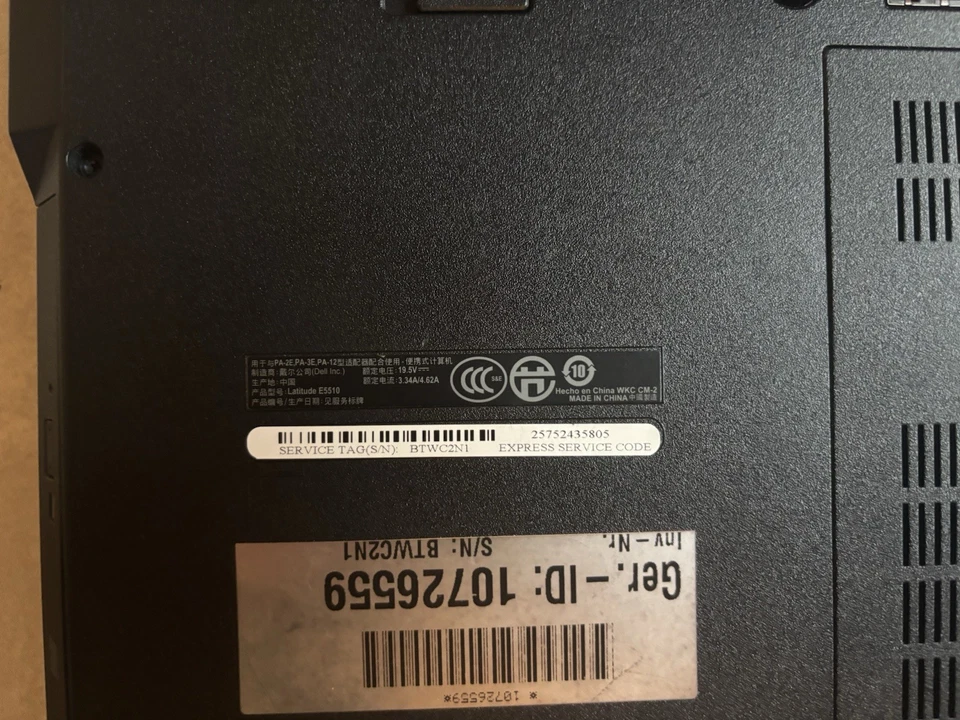 用于与PA-2E,PA-3E,PA-12型适配器配合使用 - 便携式计算机
制造商: 戴尔公司(Dell Inc.) 额定电压: 19.5V⎓
生产地: 中国 额定电流: 3.34A/4.62A
产品型号: Latitude E5510
产品编号/生产日期: 见服务标牌
CCC S&E
10
Hecho en China WKC CM-2
MADE IN CHINA 中國製造
25752435805
SERVICE TAG(S/N): BTWC2N1 EXPRESS SERVICE CODE
*10726559*
Ger.-ID: 10726559
Inv-Nr. S/N: BTWC2N1